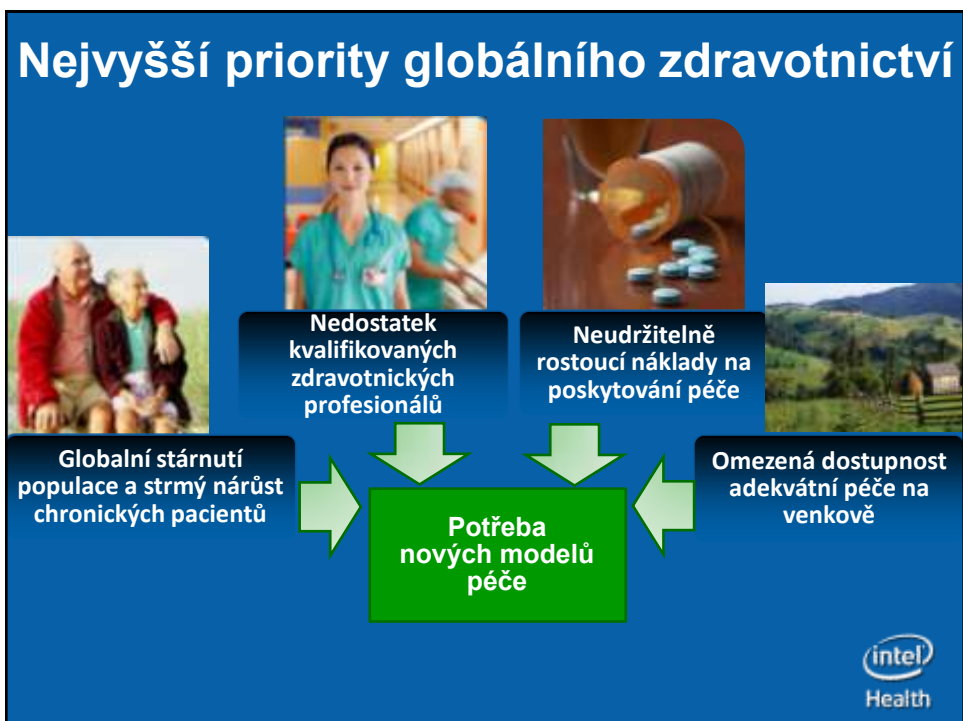 Nejvyšší priority globálního zdravotnictví
Nedostatek
kvalifikovaných
zdravotnických
profesionálů
Neudržitelně
rostoucí náklady na
poskytování péče
Globalní stárnutí
populace a strmý nárůst
chronických pacientů
Omezená dostupnost
adekvátní péče na
venkově
Potřeba
nových modelů
péče
intel
Health